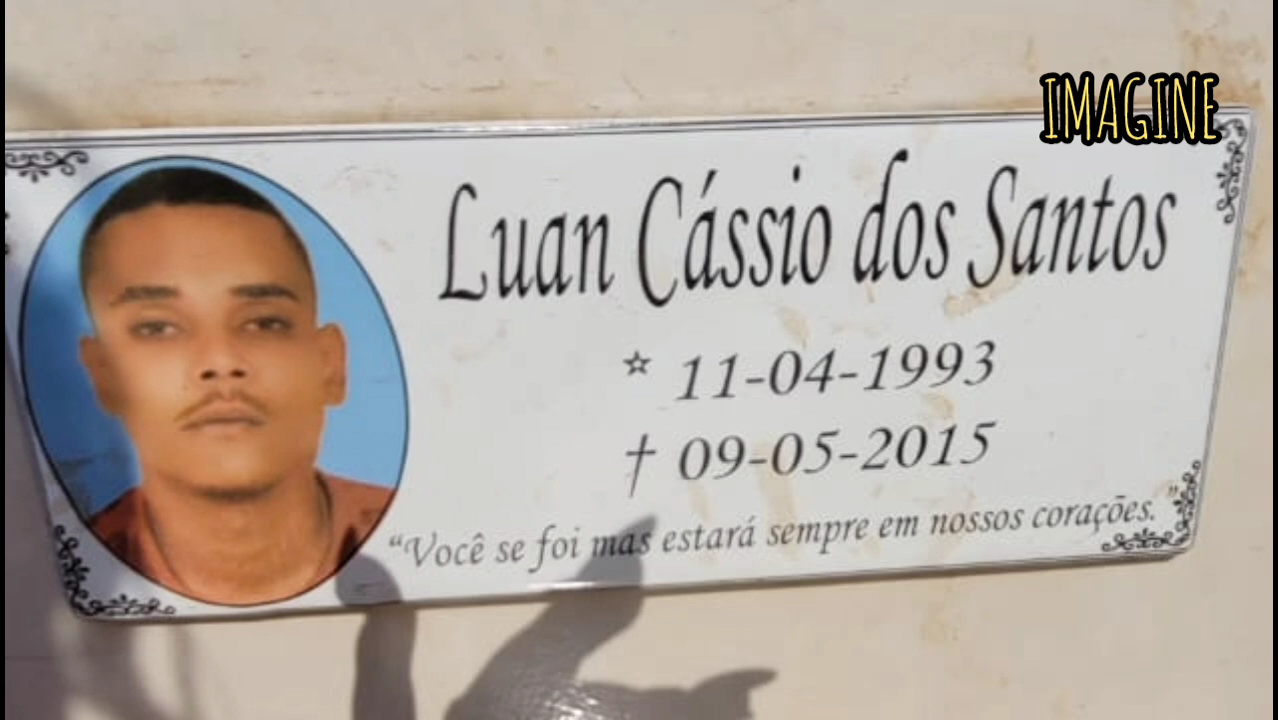 IMAGINE
Luan Cássio dos Santos
☆ 11-04-1993
† 09-05-2015
“Você se foi mas estará sempre em nossos corações.”